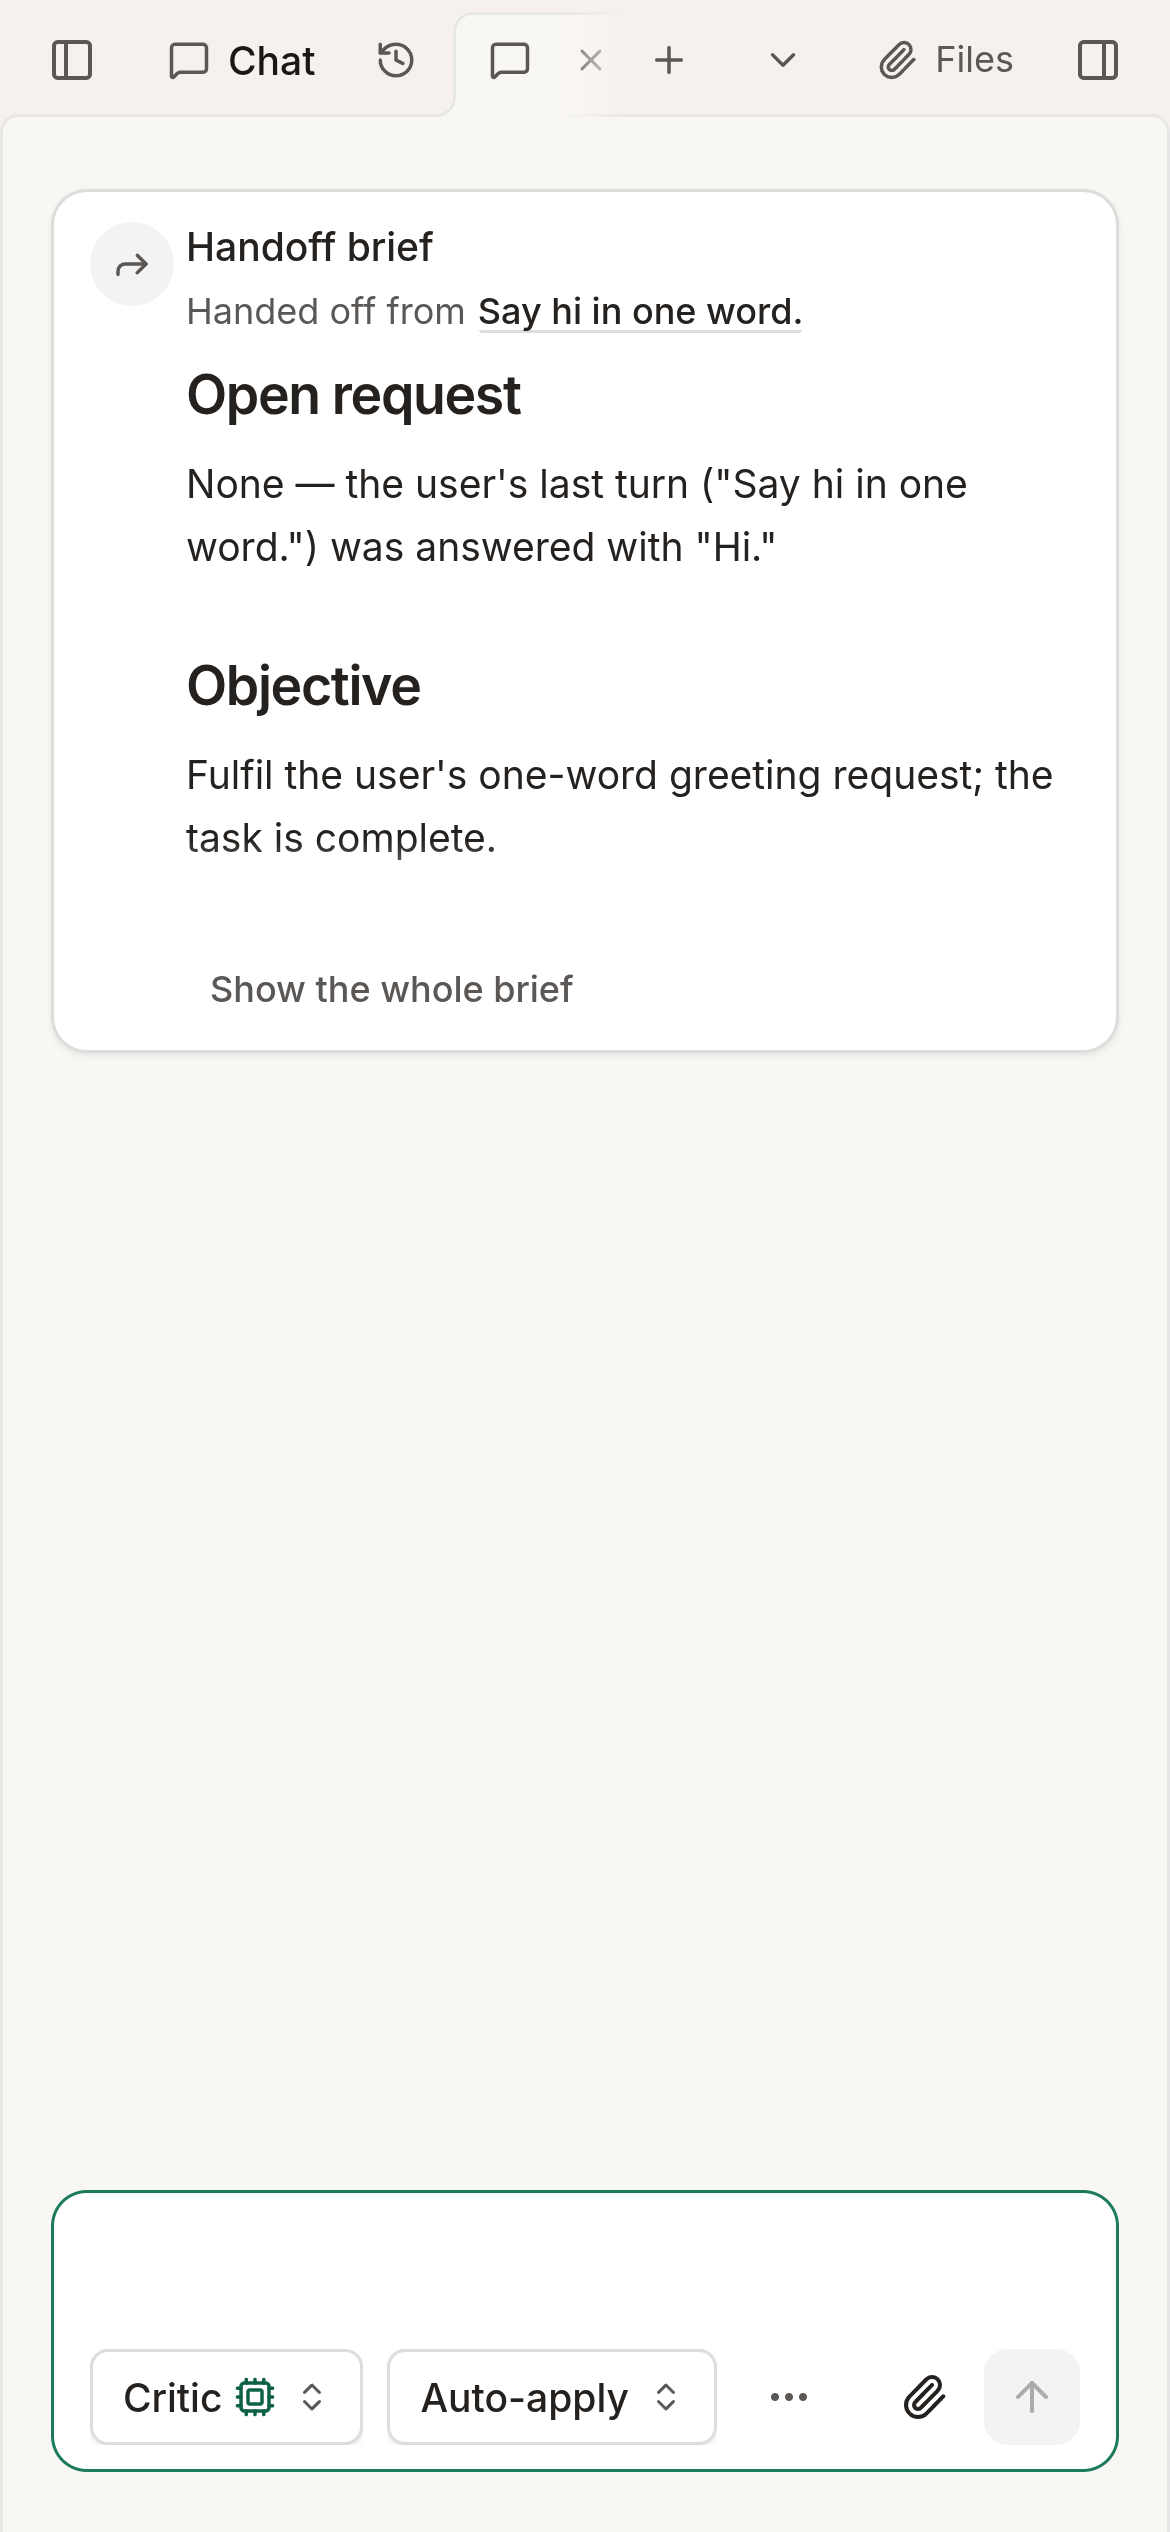 Chat
Files
Handoff brief
Handed off from Say hi in one word.
Open request
None — the user's last turn ("Say hi in one
word.") was answered with "Hi."
Objective
Fulfil the user's one-word greeting request; the
task is complete.
Show the whole brief
Critic
Auto-apply